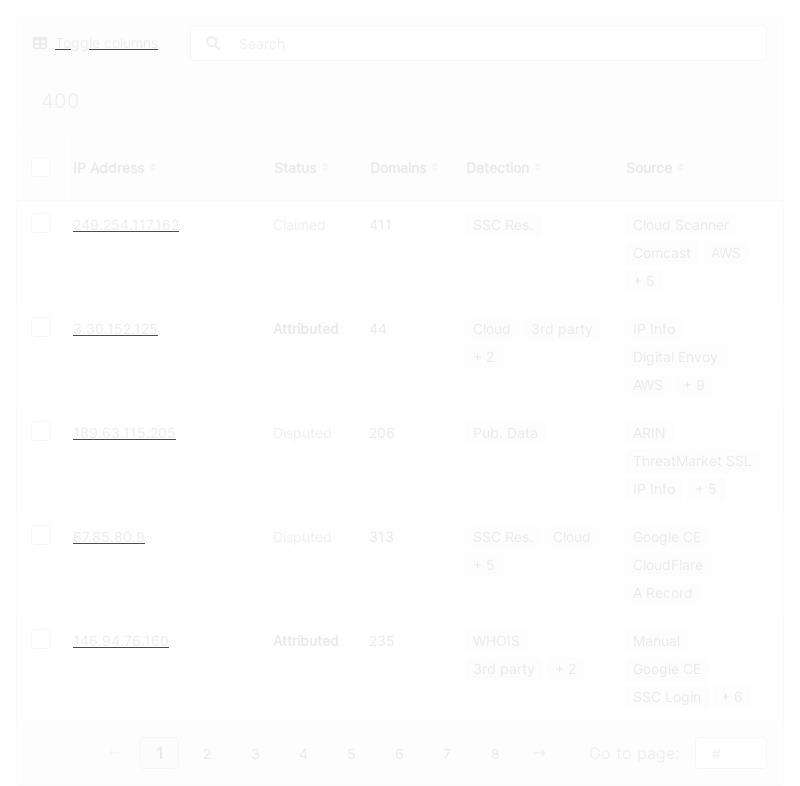 Toggle columns Search
400
IP Address Status Domains Detection Source
249.254.117.162 Claimed 411 SSC Res. Cloud Scanner
Comcast AWS
+ 5
3.30.152.125 Attributed 44 Cloud 3rd party IP Info
+ 2 Digital Envoy
AWS + 9
189.63.115.205 Disputed 206 Pub. Data ARIN
ThreatMarket SSL
IP Info + 5
67.85.80.9 Disputed 313 SSC Res. Cloud Google CE
+ 5 CloudFlare
A Record
146.94.76.160 Attributed 235 WHOIS Manual
3rd party + 2 Google CE
SSC Login + 6
← 1 2 3 4 5 6 7 8 → Go to page: #